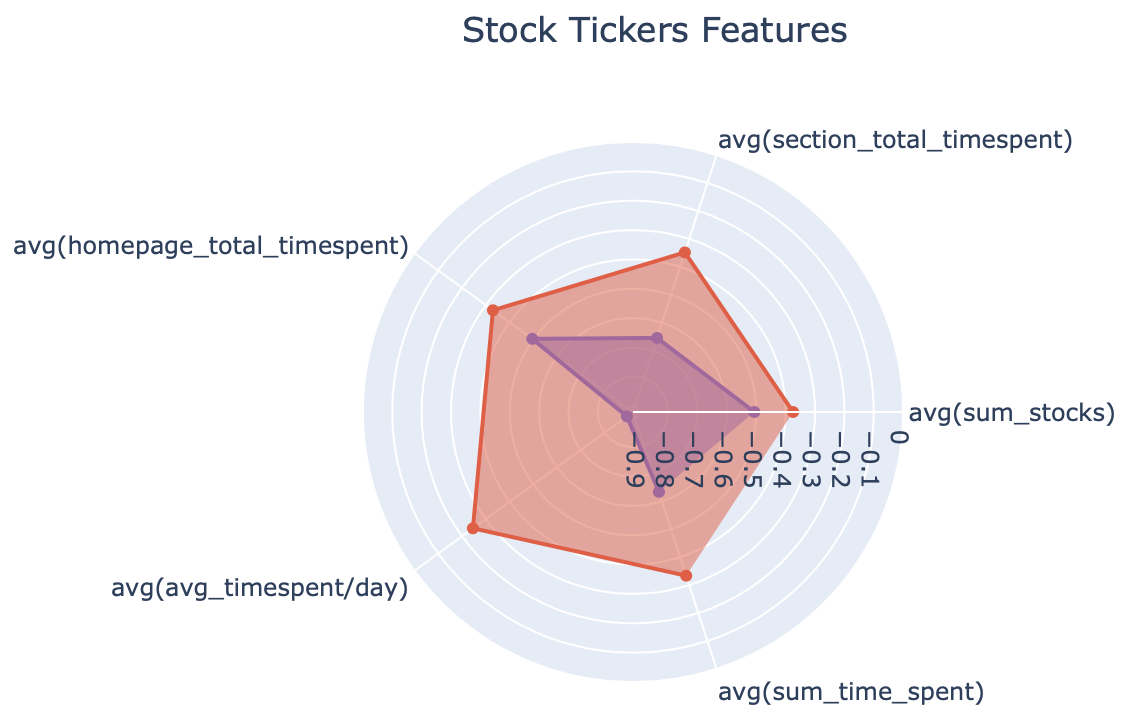 Stock Tickers Features
avg(section_total_timespent)
avg(homepage_total_timespent)
avg(sum_stocks)
−0.9
−0.8
−0.7
−0.6
−0.5
−0.4
−0.3
−0.2
−0.1
0
avg(avg_timespent/day)
avg(sum_time_spent)